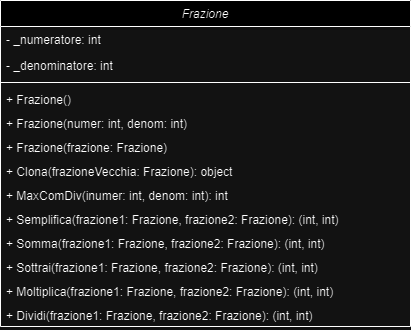 Frazione
- _numeratore: int
- _denominatore: int
+ Frazione()
+ Frazione(numer: int, denom: int)
+ Frazione(frazione: Frazione)
+ Clona(frazioneVecchia: Frazione): object
+ MaxComDiv(inumer: int, denom: int): int
+ Semplifica(frazione1: Frazione, frazione2: Frazione): (int, int)
+ Somma(frazione1: Frazione, frazione2: Frazione): (int, int)
+ Sottrai(frazione1: Frazione, frazione2: Frazione): (int, int)
+ Moltiplica(frazione1: Frazione, frazione2: Frazione): (int, int)
+ Dividi(frazione1: Frazione, frazione2: Frazione): (int, int)